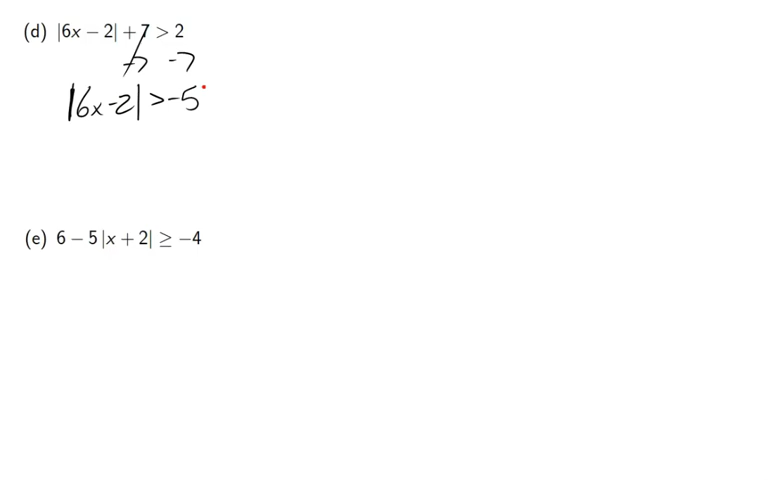 (d) |6x − 2| + 7 > 2
-7 -7
|6x-2| >-5
(e) 6 − 5 |x + 2| ≥ −4